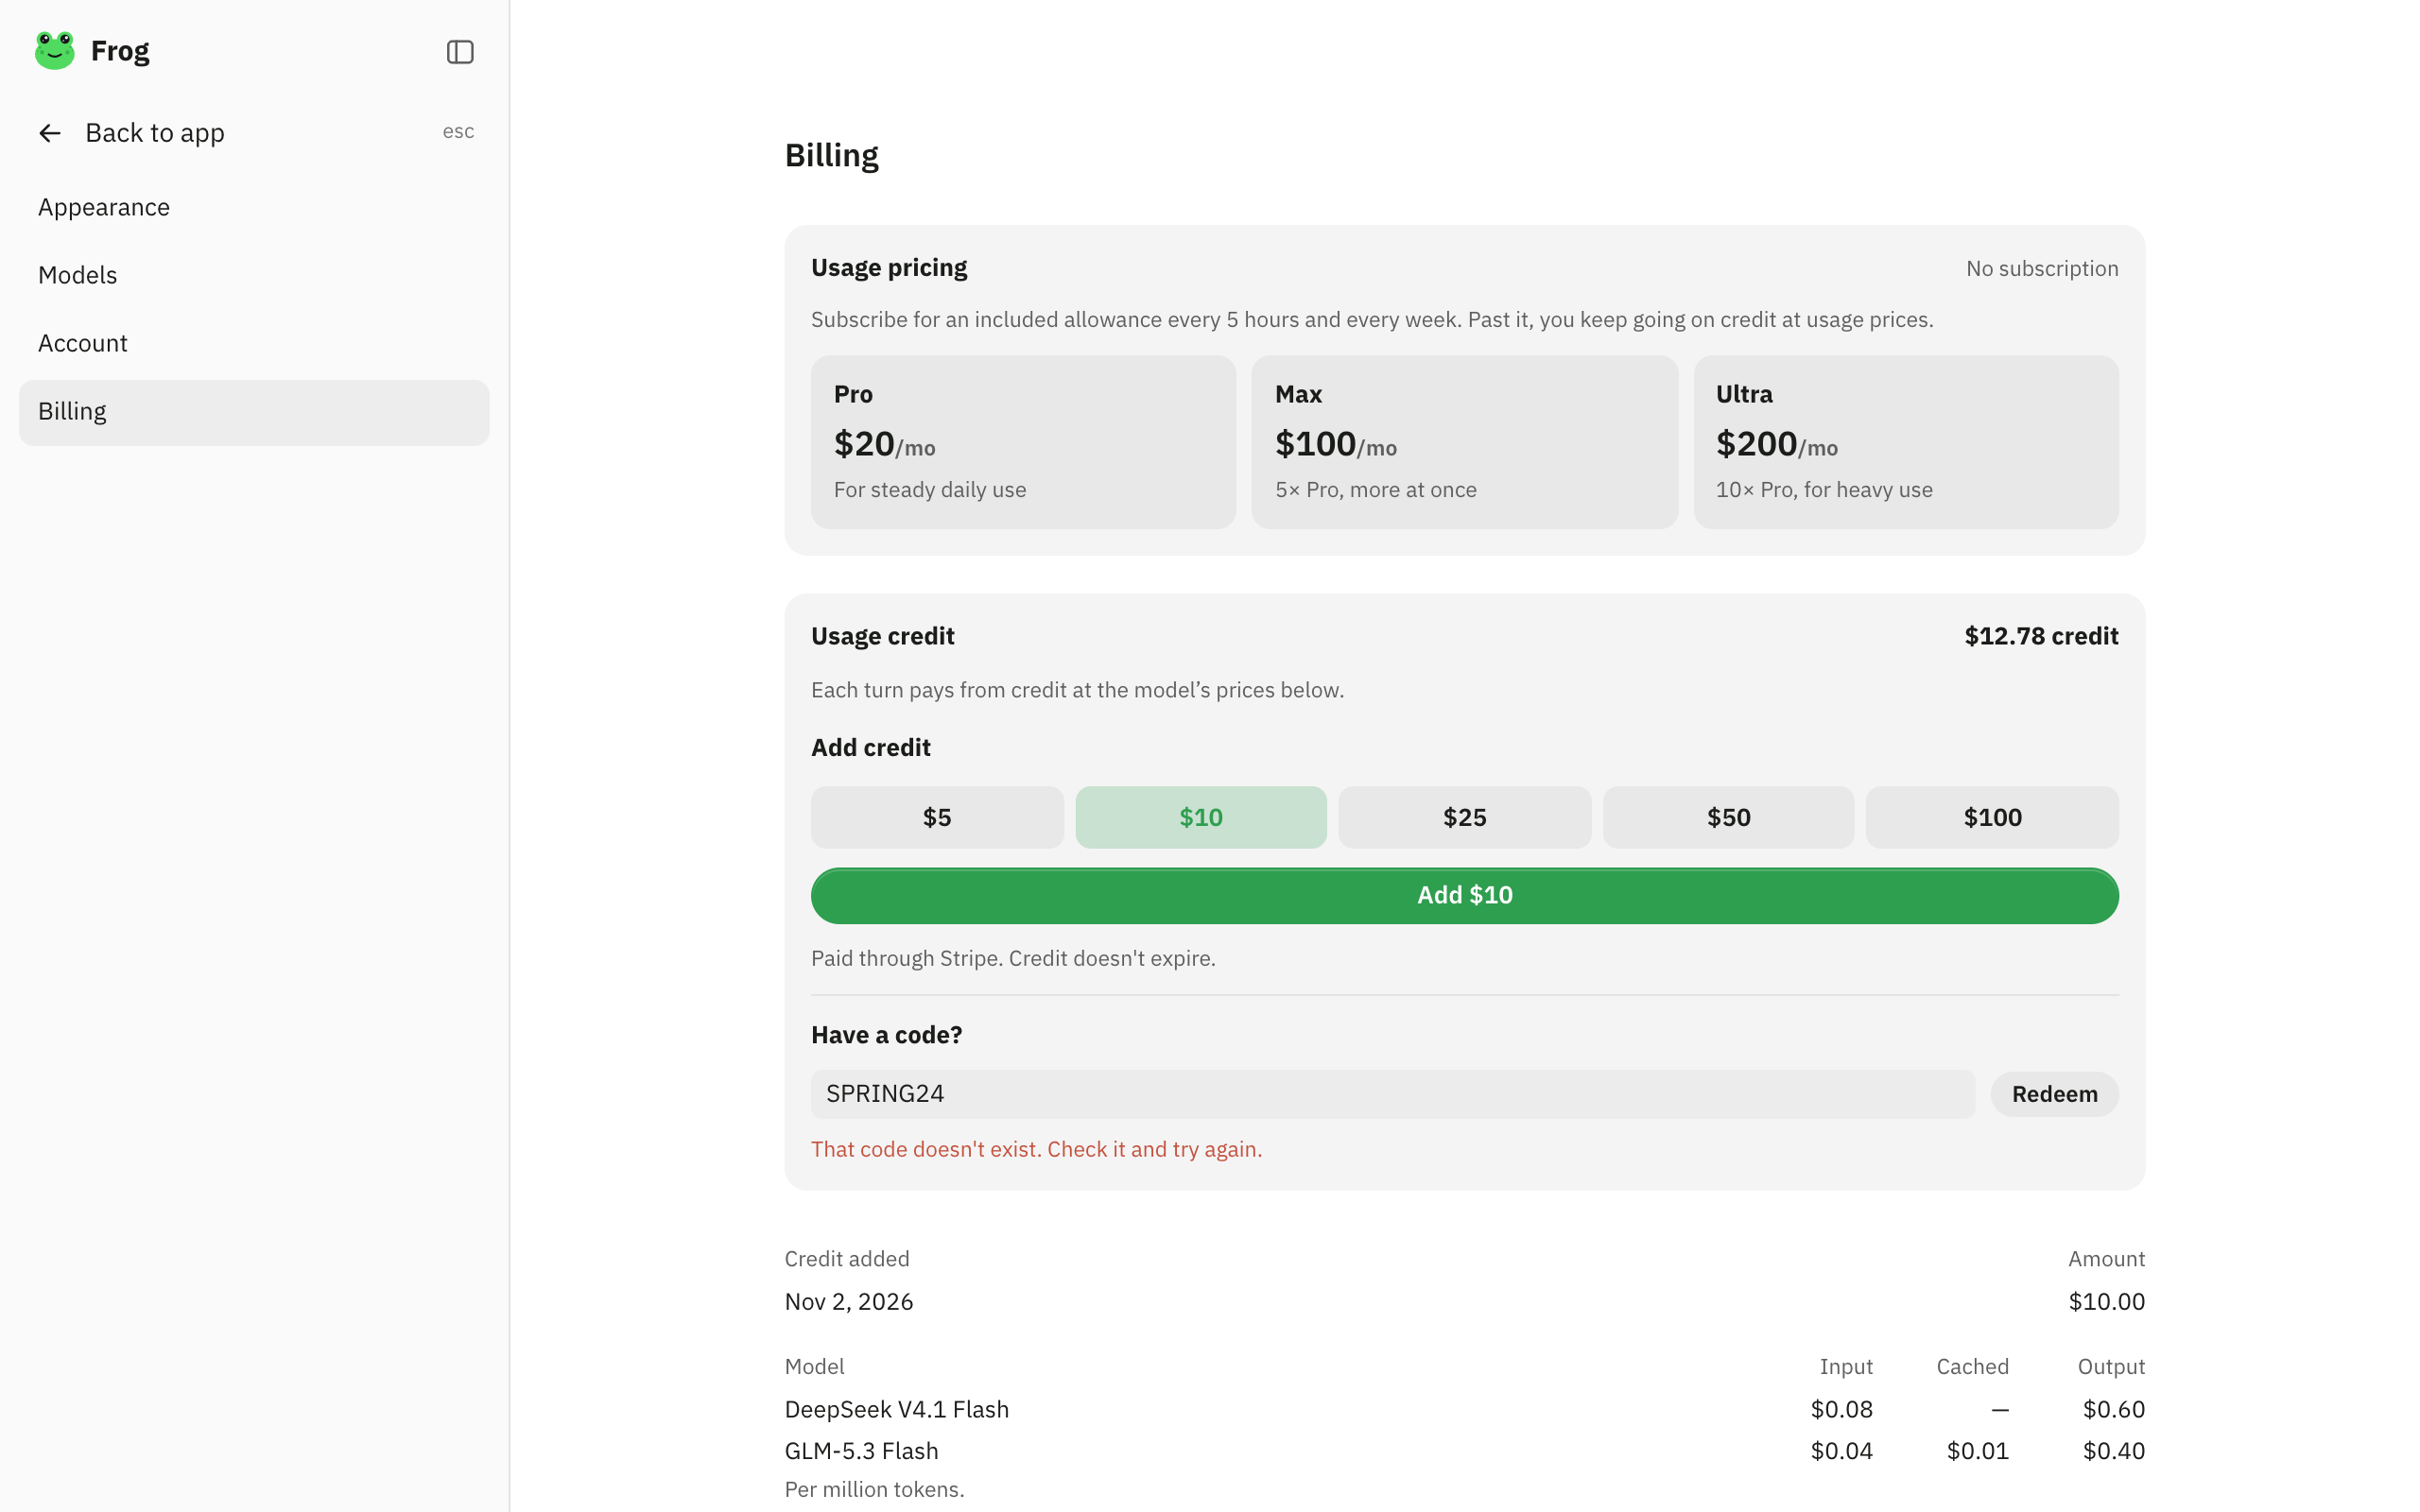 Frog
Back to app esc
Appearance
Models
Account
Billing
Billing
Usage pricing No subscription
Subscribe for an included allowance every 5 hours and every week. Past it, you keep going on credit at usage prices.
Pro Max Ultra
$20/mo $100/mo $200/mo
For steady daily use 5× Pro, more at once 10× Pro, for heavy use
Usage credit $12.78 credit
Each turn pays from credit at the model’s prices below.
Add credit
$5 $10 $25 $50 $100
Add $10
Paid through Stripe. Credit doesn't expire.
Have a code?
SPRING24 Redeem
That code doesn't exist. Check it and try again.
Credit added Amount
Nov 2, 2026 $10.00
Model Input Cached Output
DeepSeek V4.1 Flash $0.08 — $0.60
GLM-5.3 Flash $0.04 $0.01 $0.40
Per million tokens.